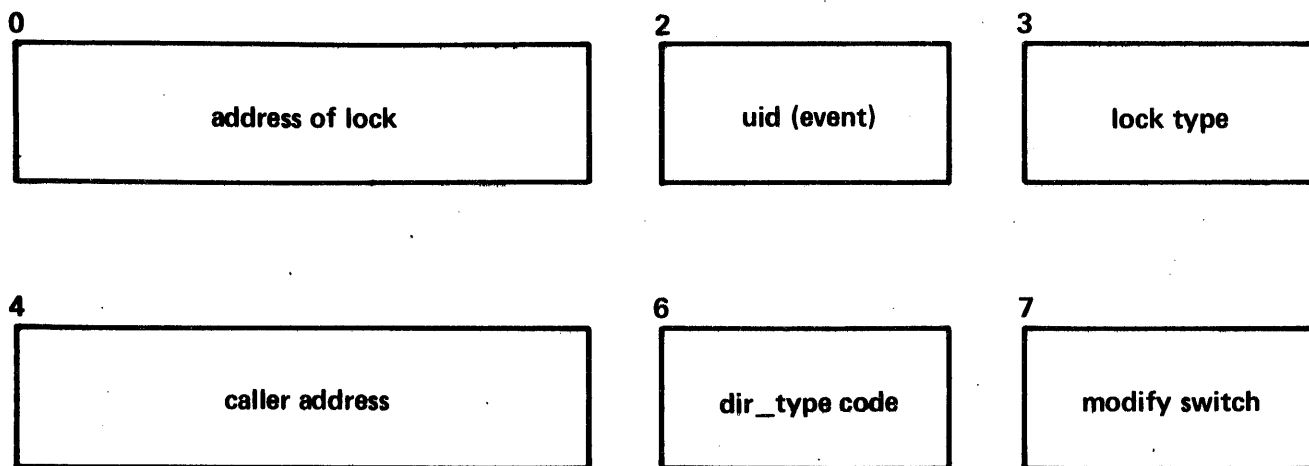 0 2 3
address of lock uid (event) lock type
4 6 7
caller address dir_type code modify switch